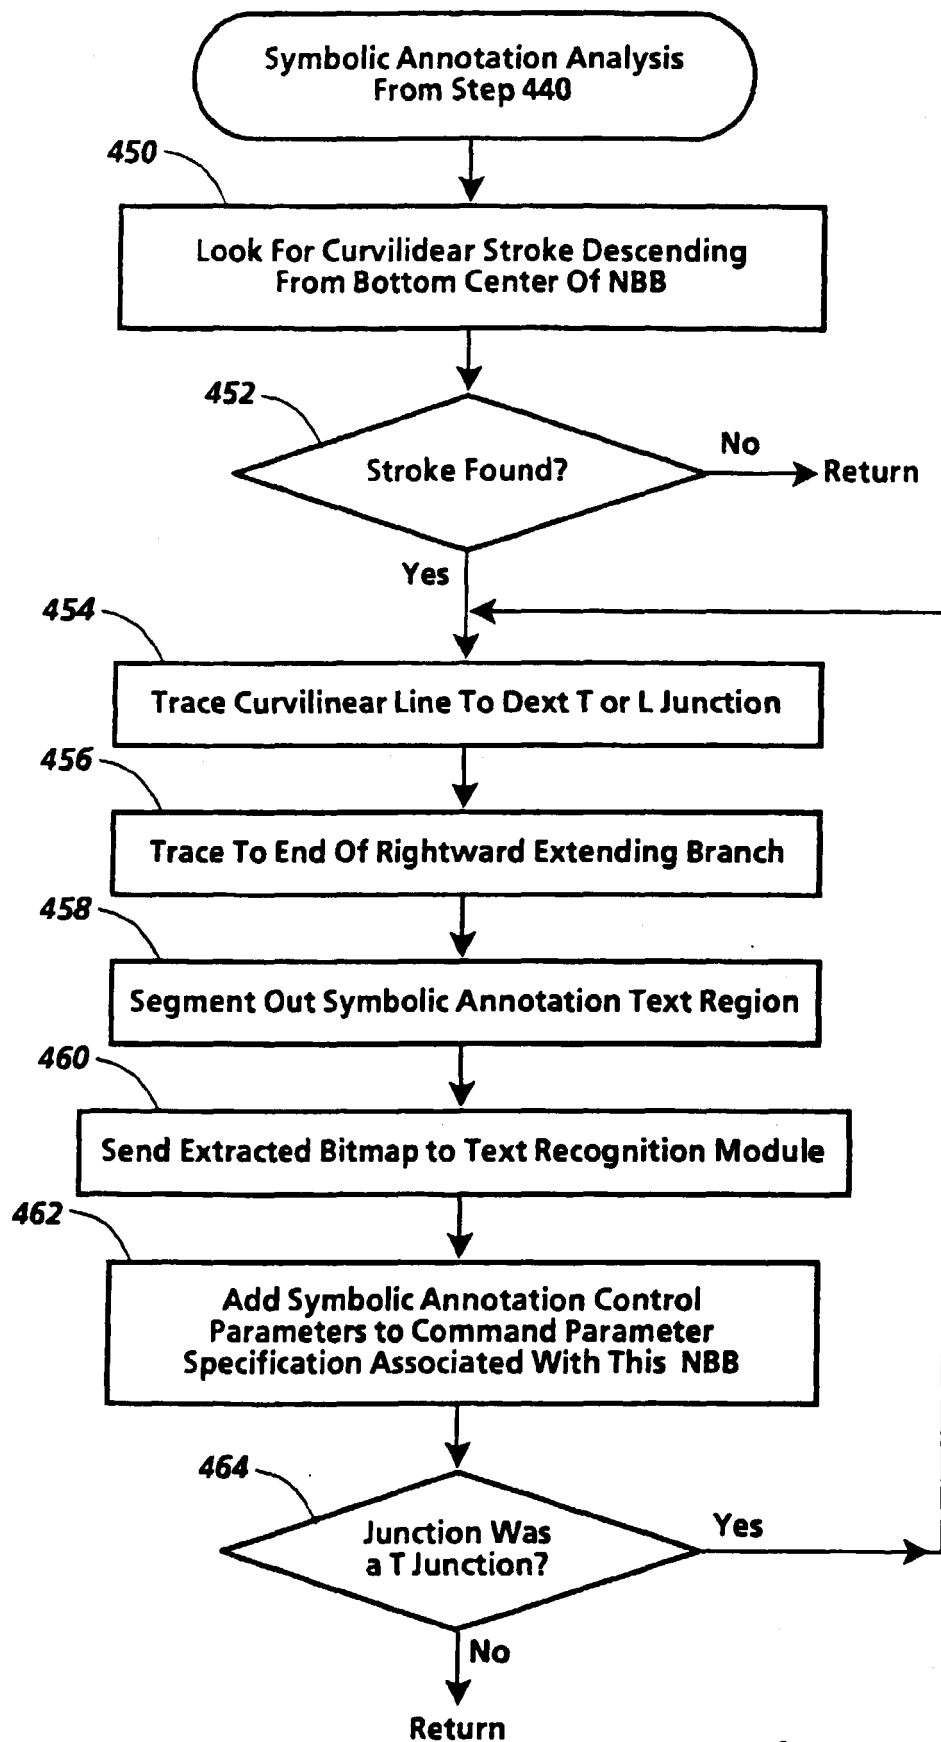 Symbolic Annotation Analysis
From Step 440
450
Look For Curvilidear Stroke Descending
From Bottom Center Of NBB
452
Stroke Found?
No
Return
Yes
454
Trace Curvilinear Line To Dext T or L Junction
456
Trace To End Of Rightward Extending Branch
458
Segment Out Symbolic Annotation Text Region
460
Send Extracted Bitmap to Text Recognition Module
462
Add Symbolic Annotation Control
Parameters to Command Parameter
Specification Associated With This NBB
464
Junction Was
a T Junction?
Yes
No
Return